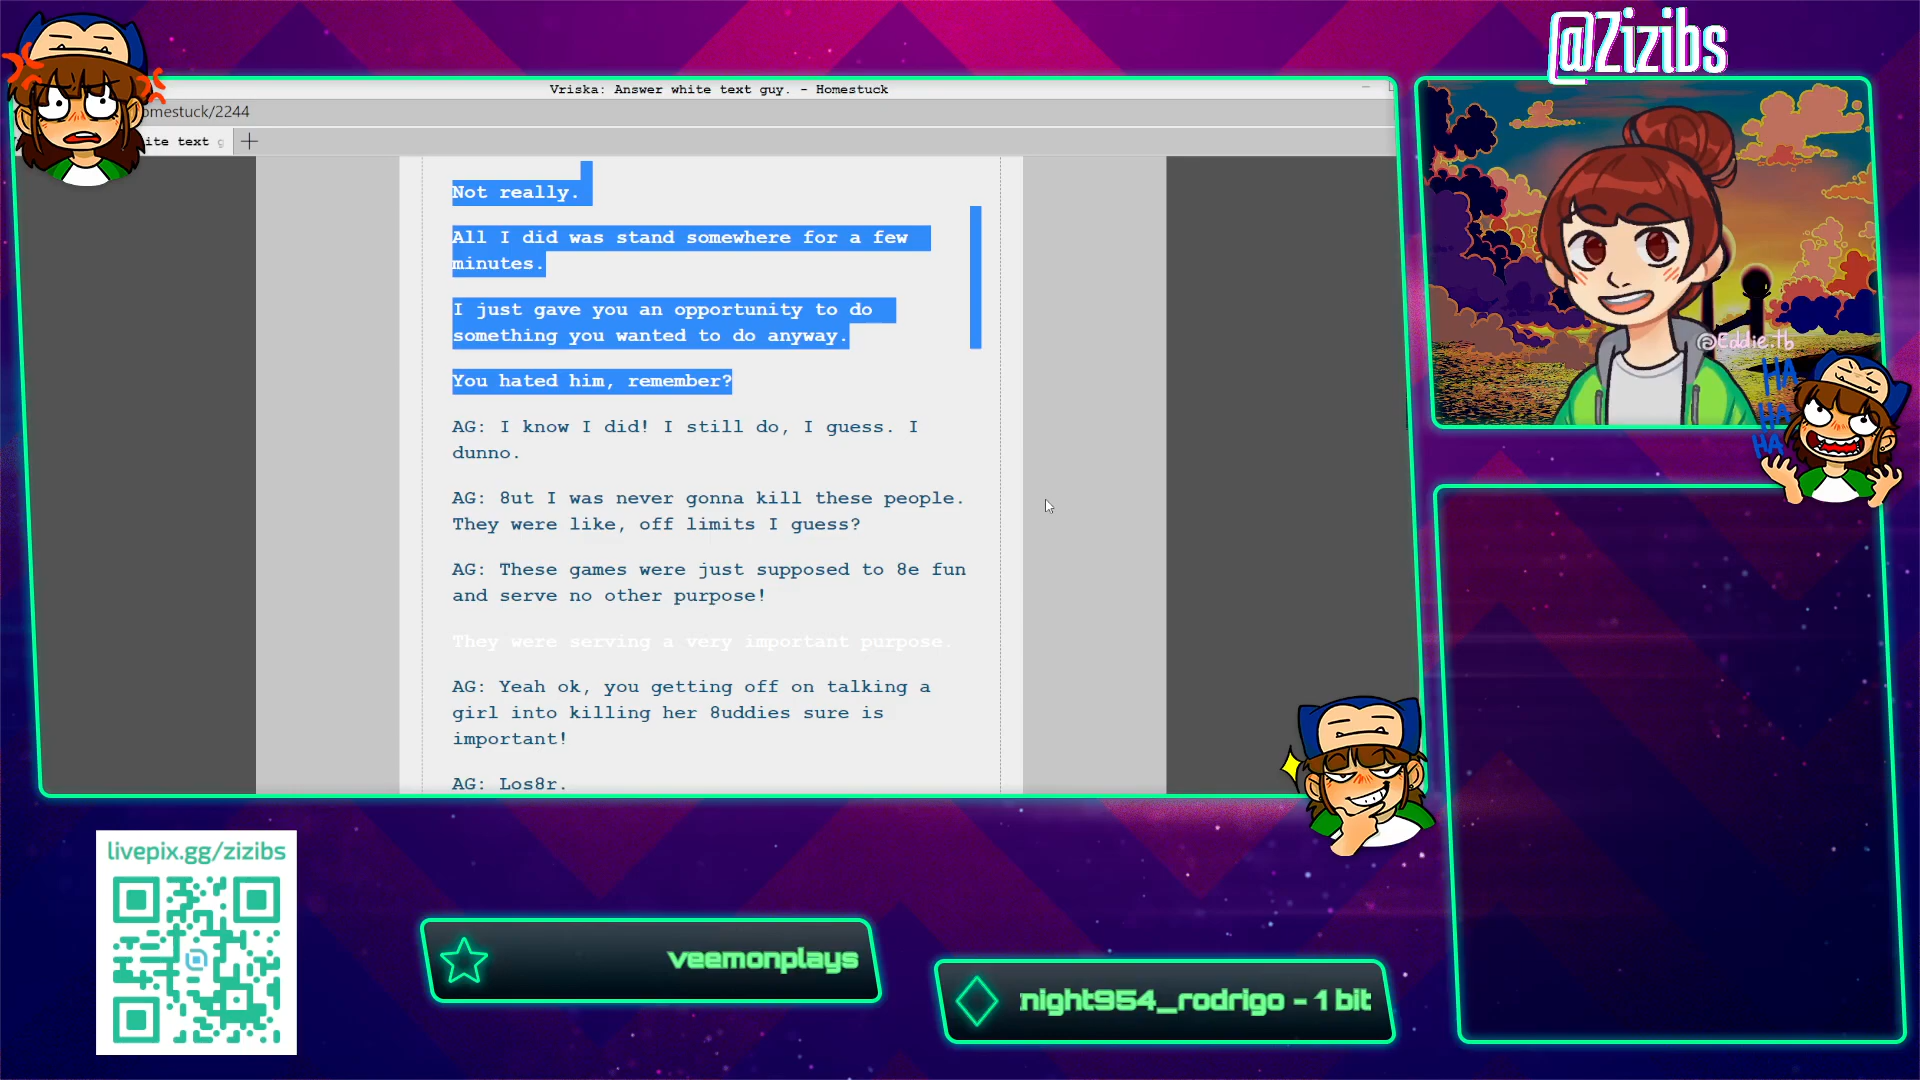 @Zizibs
Vriska: Answer white text guy. - Homestuck
omestuck/2244
ite text g
Not really.
All I did was stand somewhere for a few
minutes.
I just gave you an opportunity to do
something you wanted to do anyway.
You hated him, remember?
AG: I know I did! I still do, I guess. I
dunno.
AG: 8ut I was never gonna kill these people.
They were like, off limits I guess?
AG: These games were just supposed to 8e fun
and serve no other purpose!
They were serving a very important purpose.
AG: Yeah ok, you getting off on talking a
girl into killing her 8uddies sure is
important!
AG: Los8r.
@Eddie.tb
HA
HA
HA
livepix.gg/zizibs
veemonplays
night954_rodrigo - 1 bit